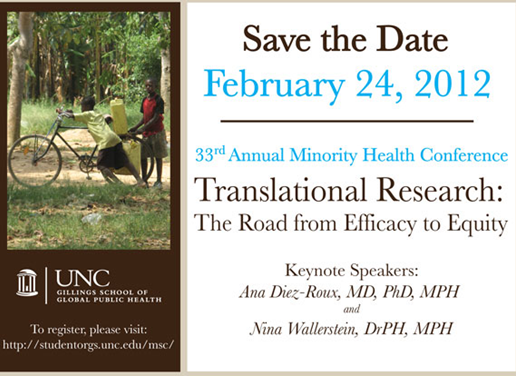 Save the Date
February 24, 2012
33rd Annual Minority Health Conference
Translational Research:
The Road from Efficacy to Equity
Keynote Speakers:
Ana Diez-Roux, MD, PhD, MPH
and
Nina Wallerstein, DrPH, MPH
UNC
GILLINGS SCHOOL OF
GLOBAL PUBLIC HEALTH
To register, please visit:
http://studentorgs.unc.edu/msc/